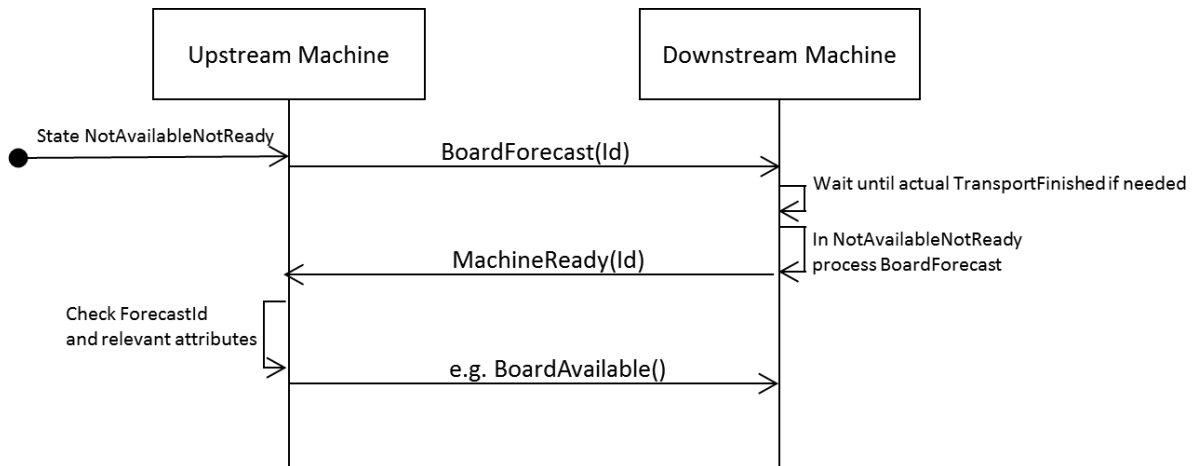 Upstream Machine
Downstream Machine
State NotAvailableNotReady
BoardForecast(Id)
Wait until actual TransportFinished if needed
In NotAvailableNotReady
process BoardForecast
MachineReady(Id)
Check ForecastId
and relevant attributes
e.g. BoardAvailable()